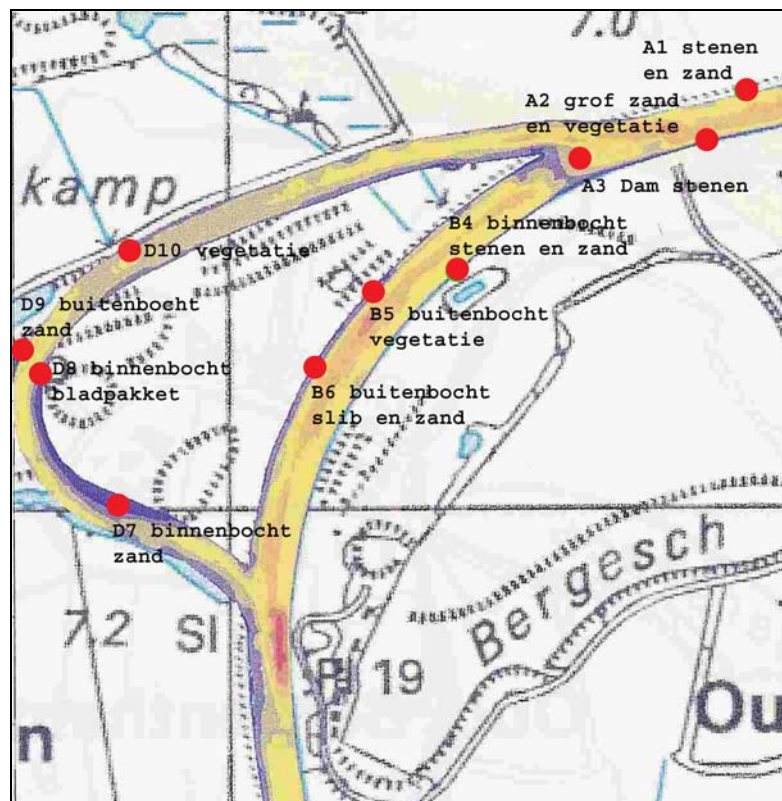 7.0
A1 stenen
en zand
A2 grof zand
en vegetatie
A3 Dam stenen
kamp
B4 binnenbocht
stenen en zand
D10 vegetatie
D9 buitenbocht
zand
B5 buitenbocht
vegetatie
D8 binnenbocht
bladpakket
B6 buitenbocht
slib en zand
D7 binnenbocht
zand
Bergesch
7.2 Sl
19
Ou
n